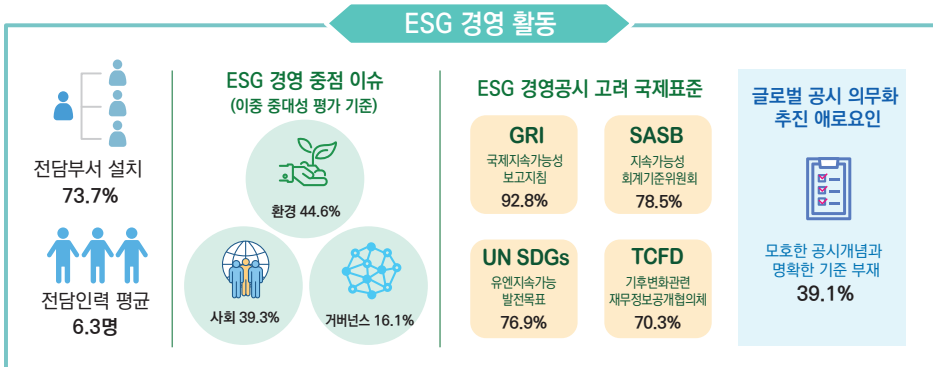 ESG 경영 활동
전담부서 설치
73.7%
전담인력 평균
6.3명
ESG 경영 중점 이슈
(이중 중대성 평가 기준)
환경 44.6%
사회 39.3%
거버넌스 16.1%
ESG 경영공시 고려 국제표준
GRI
국제지속가능성
보고지침
92.8%
SASB
지속가능성
회계기준위원회
78.5%
UN SDGs
유엔지속가능
발전목표
76.9%
TCFD
기후변화관련
재무정보공개협의체
70.3%
글로벌 공시 의무화
추진 애로요인
모호한 공시개념과
명확한 기준 부재
39.1%